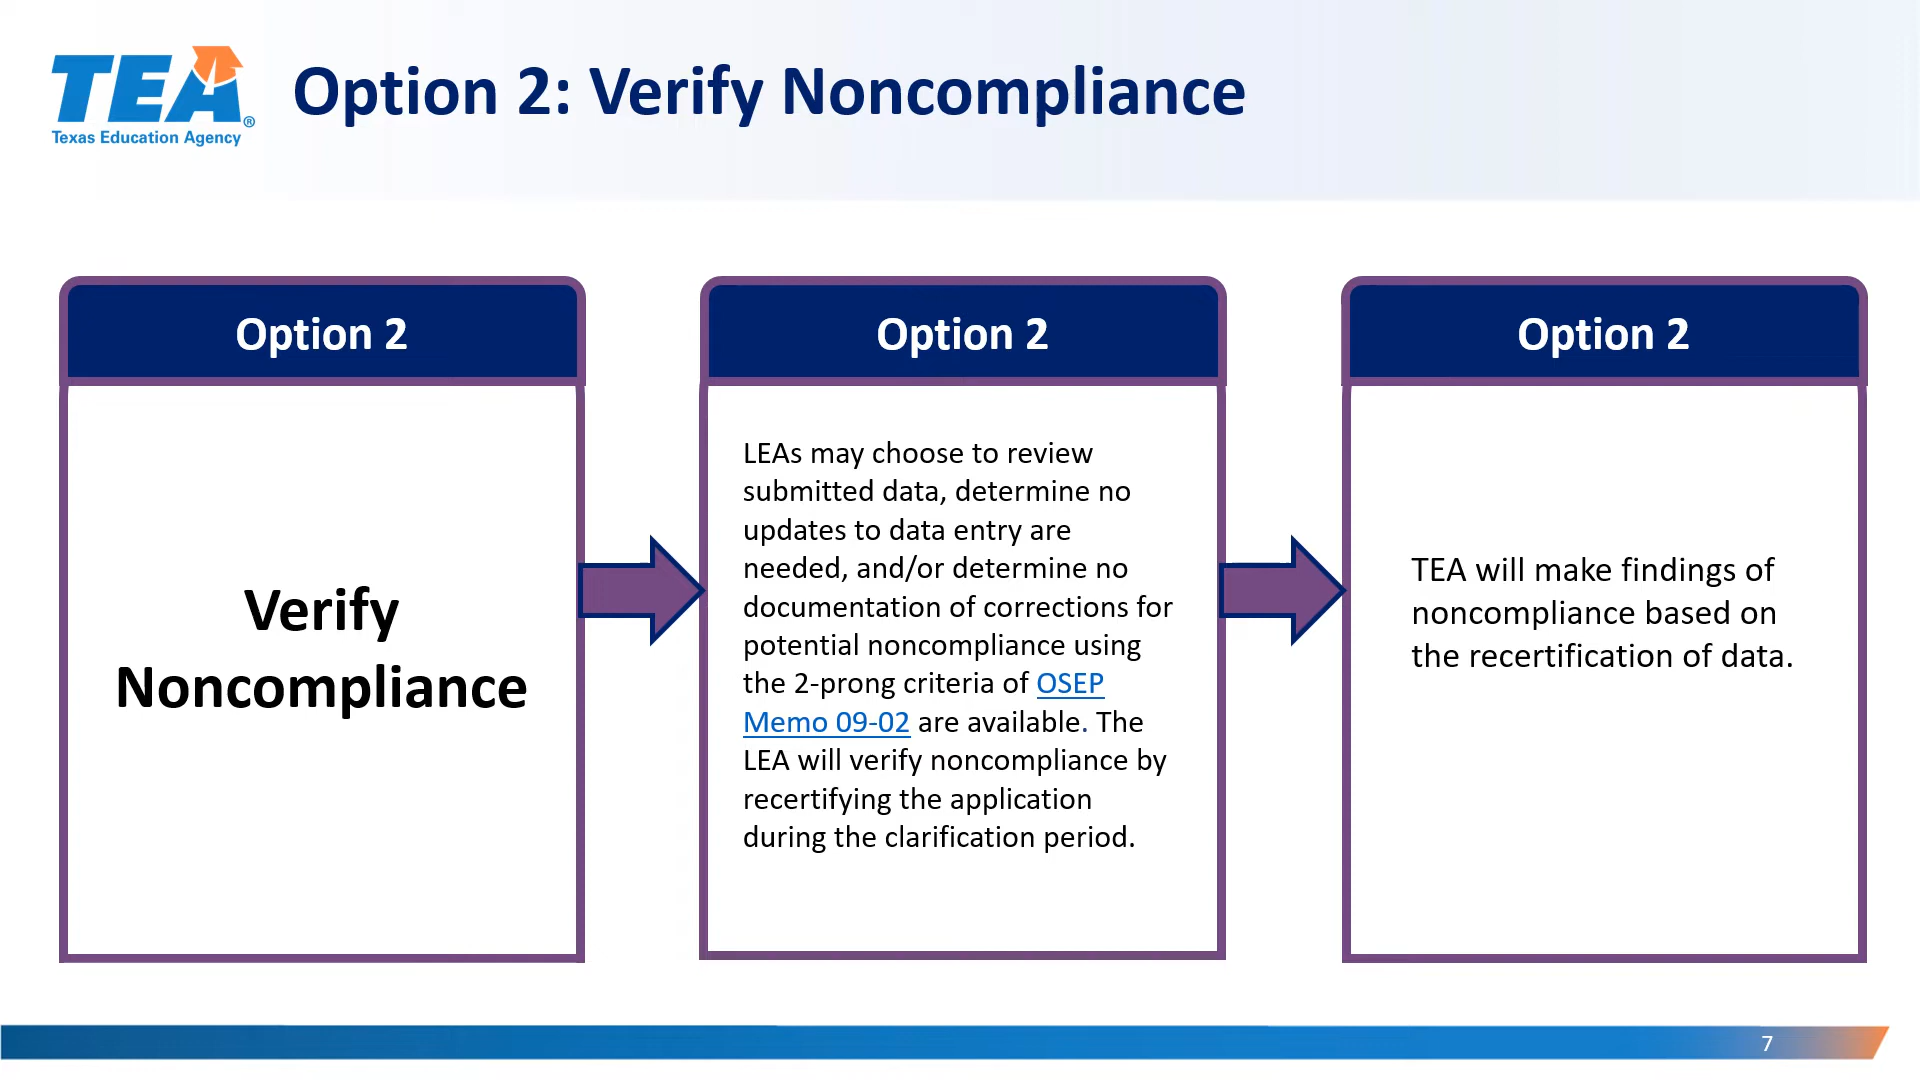 TEA®
Texas Education Agency
Option 2: Verify Noncompliance
Option 2
Verify
Noncompliance
Option 2
LEAs may choose to review
submitted data, determine no
updates to data entry are
needed, and/or determine no
documentation of corrections for
potential noncompliance using
the 2-prong criteria of OSEP
Memo 09-02 are available. The
LEA will verify noncompliance by
recertifying the application
during the clarification period.
Option 2
TEA will make findings of
noncompliance based on
the recertification of data.
7